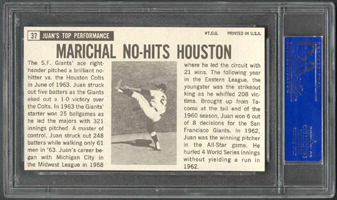 37 JUAN'S TOP PERFORMANCE
©T.C.G. PRINTED IN U.S.A.
MARICHAL NO-HITS HOUSTON
The S.F. Giants' ace right-
hander pitched a brilliant no-
hitter vs. the Houston Colts
in June of 1963. Juan struck
out five batters as the Giants
eked out a 1-0 victory over
the Colts. In 1963 the Giants'
starter won 25 ballgames as
he led the majors with 321
innings pitched. A master of
control, Juan struck out 248
batters while walking only 61
men in '63. Juan's career be-
gan with Michigan City in
the Midwest League in 1958
where he led the circuit with
21 wins. The following year
in the Eastern League, the
youngster was the strikeout
king as he whiffed 208 vic-
tims. Brought up from Ta-
coma at the tail end of the
1960 season, Juan won 6 out
of 8 decisions for the San
Francisco Giants. In 1962,
Juan was the winning pitcher
in the All-Star game. He
hurled 4 World Series innings
without yielding a run in
1962.